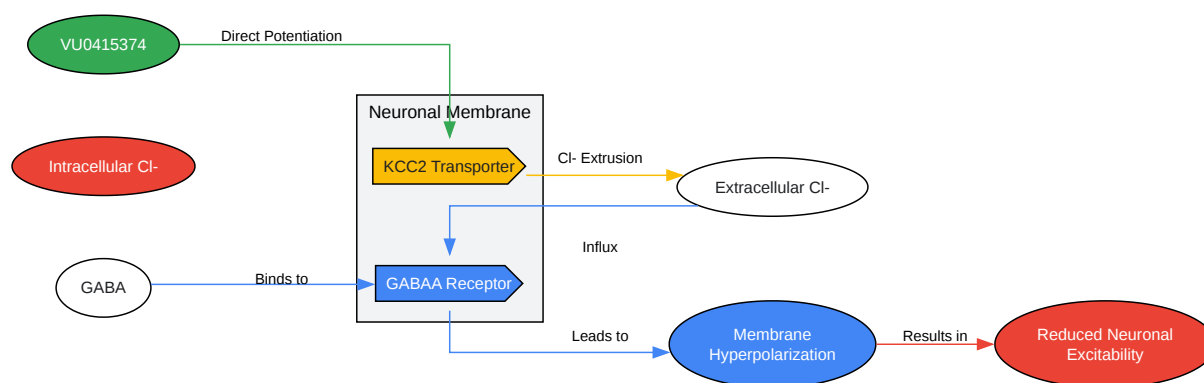 VU0415374
Direct Potentiation
Neuronal Membrane
Intracellular Cl-
KCC2 Transporter
Cl- Extrusion
Extracellular Cl-
Influx
GABA
Binds to
GABAA Receptor
Leads to
Membrane
Hyperpolarization
Results in
Reduced Neuronal
Excitability